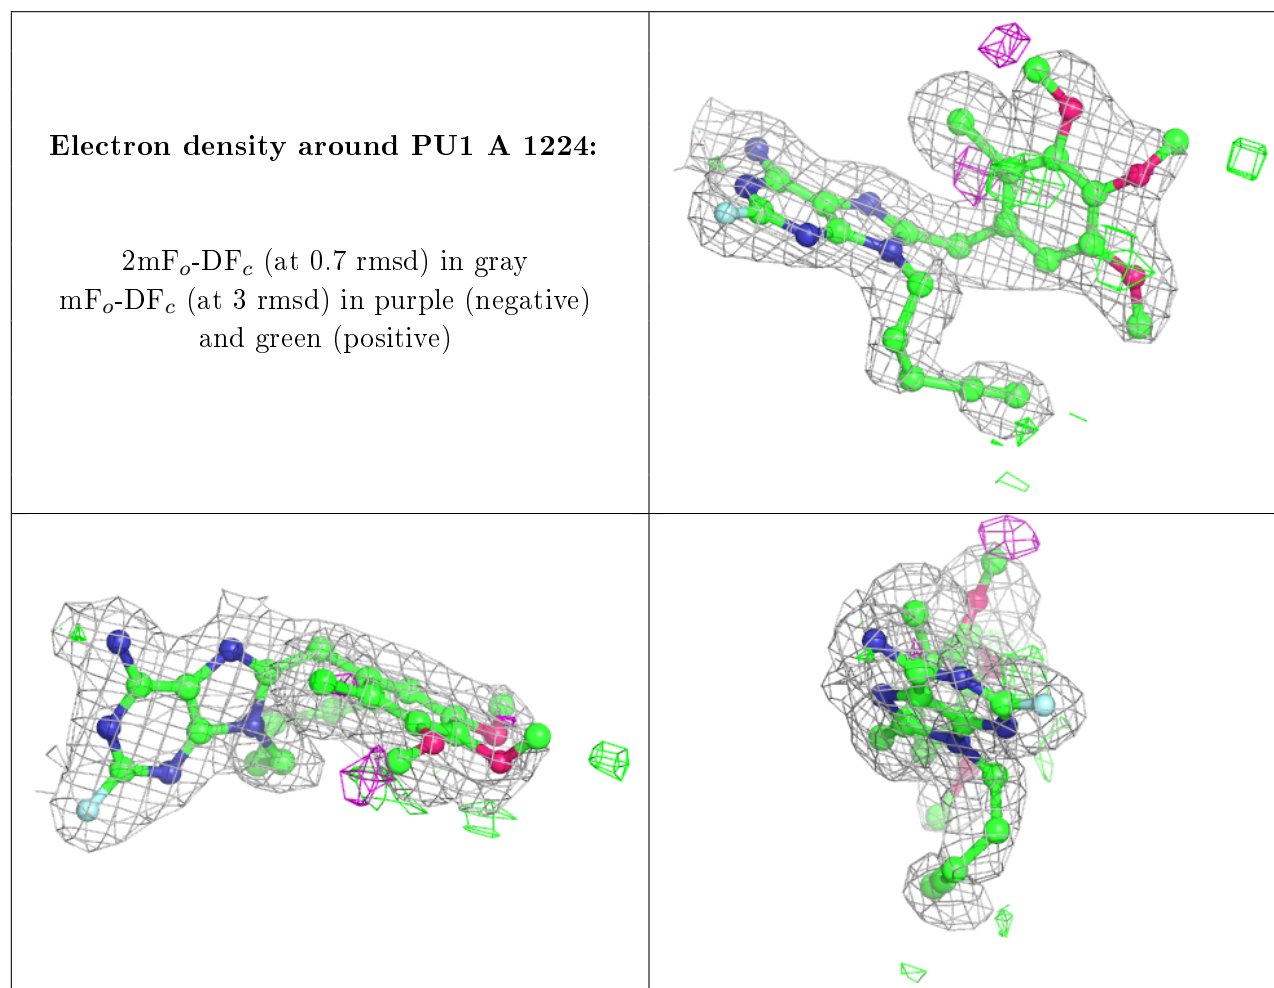 Electron density around PU1 A 1224:
2mFo-DFc (at 0.7 rmsd) in gray
mFo-DFc (at 3 rmsd) in purple (negative)
and green (positive)